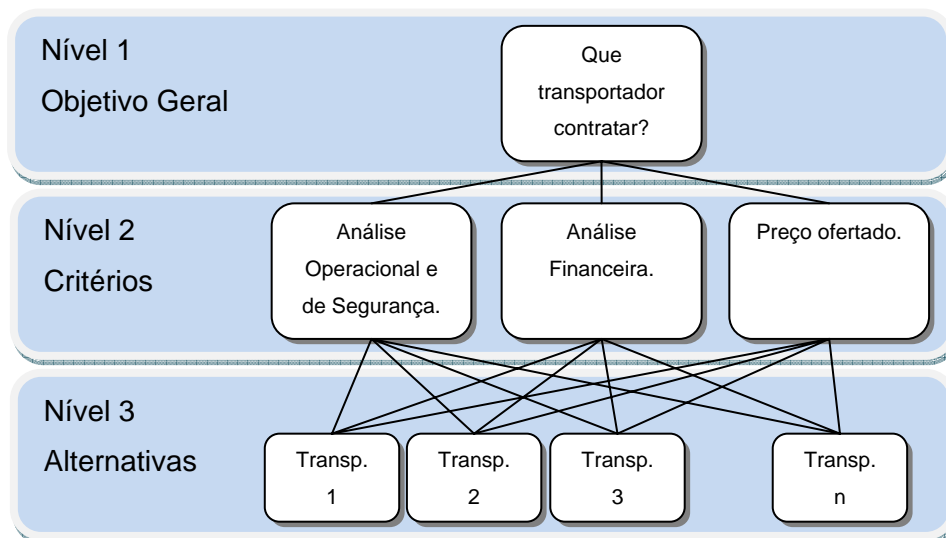 Nível 1
Objetivo Geral
Que
transportador
contratar?
Nível 2
Critérios
Análise
Operacional e
de Segurança.
Análise
Financeira.
Preço ofertado.
Nível 3
Alternativas
Transp.
1
Transp.
2
Transp.
3
Transp.
n